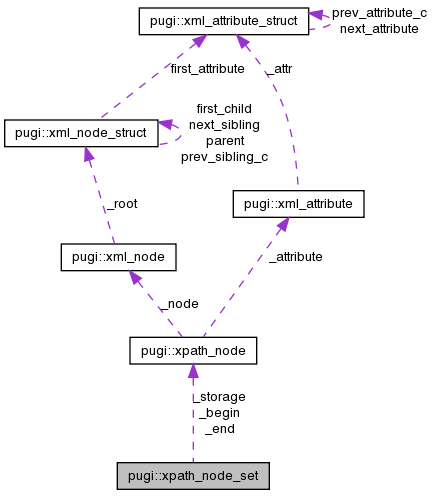 pugi::xml_attribute_struct
prev_attribute_c
next_attribute
first_attribute
_attr
pugi::xml_node_struct
first_child
next_sibling
parent
prev_sibling_c
_root
pugi::xml_attribute
pugi::xml_node
_attribute
_node
pugi::xpath_node
_storage
_begin
_end
pugi::xpath_node_set